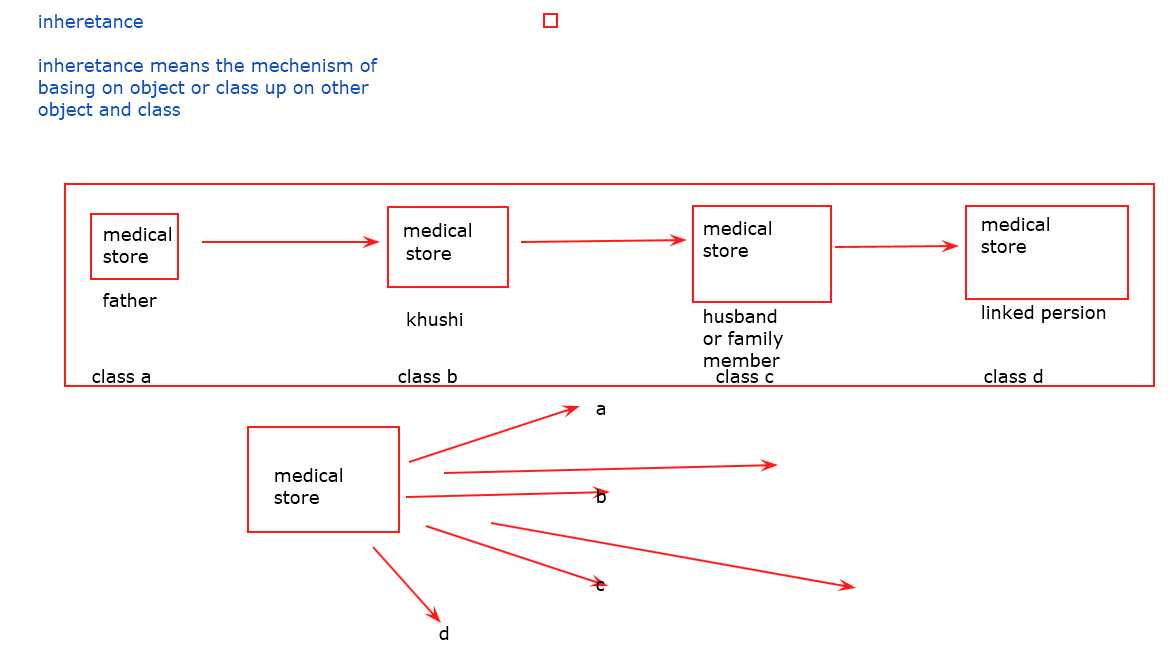 inheretance
inheretance means the mechenism of
basing on object or class up on other
object and class
medical
store
father
class a
medical
store
khushi
class b
medical
store
husband
or family
member
class c
medical
store
linked persion
class d
medical
store
a
b
c
d